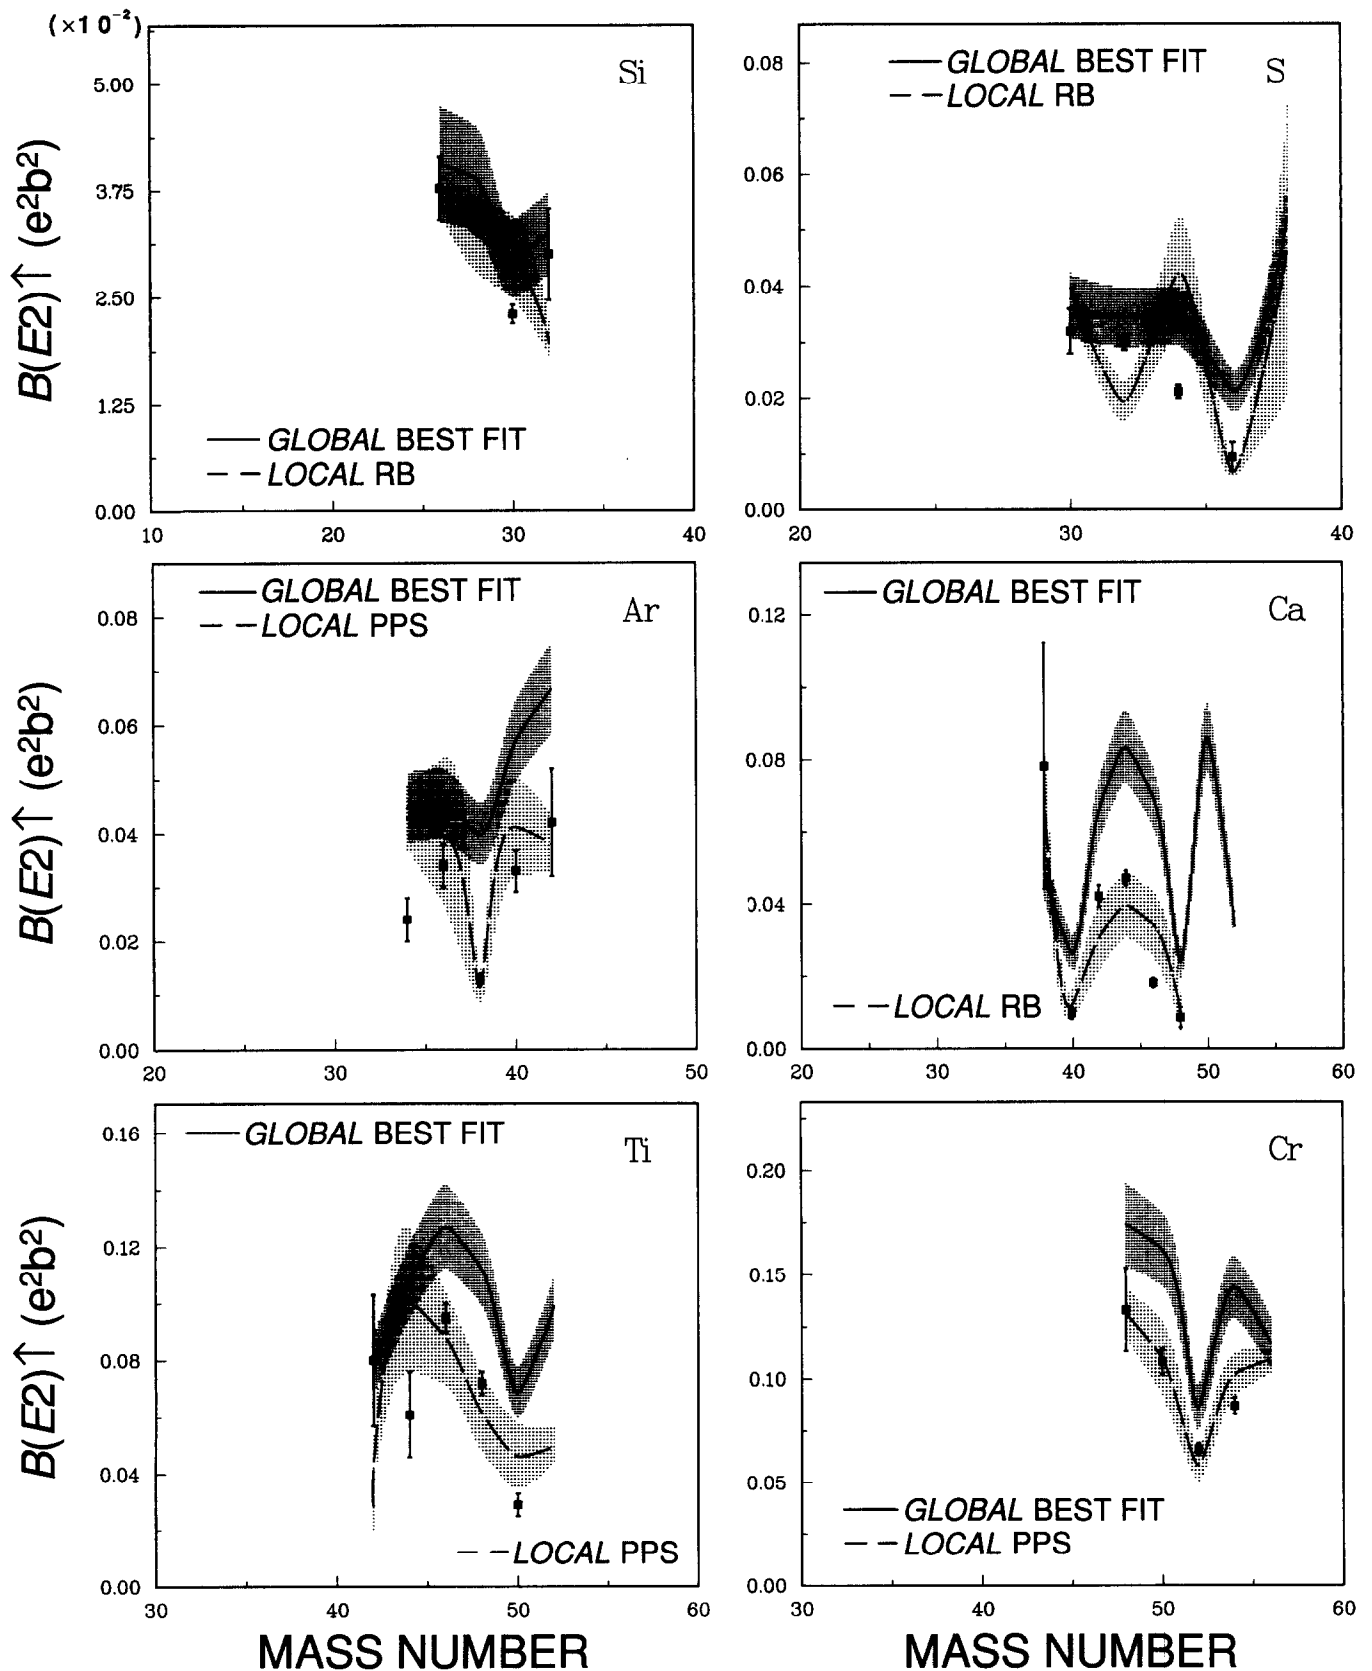 (×10⁻²)
5.00
3.75
2.50
1.25
0.00
10
20
30
40
B(E2)↑ (e²b²)
Si
GLOBAL BEST FIT
LOCAL RB
0.08
0.06
0.04
0.02
0.00
20
30
40
GLOBAL BEST FIT
LOCAL RB
S
B(E2)↑ (e²b²)
0.08
0.06
0.04
0.02
0.00
20
30
40
50
GLOBAL BEST FIT
LOCAL PPS
Ar
0.12
0.08
0.04
0.00
20
30
40
50
60
GLOBAL BEST FIT
Ca
LOCAL RB
B(E2)↑ (e²b²)
0.16
0.12
0.08
0.04
0.00
30
40
50
60
GLOBAL BEST FIT
Ti
LOCAL PPS
MASS NUMBER
0.20
0.15
0.10
0.05
0.00
30
40
50
60
Cr
GLOBAL BEST FIT
LOCAL PPS
MASS NUMBER